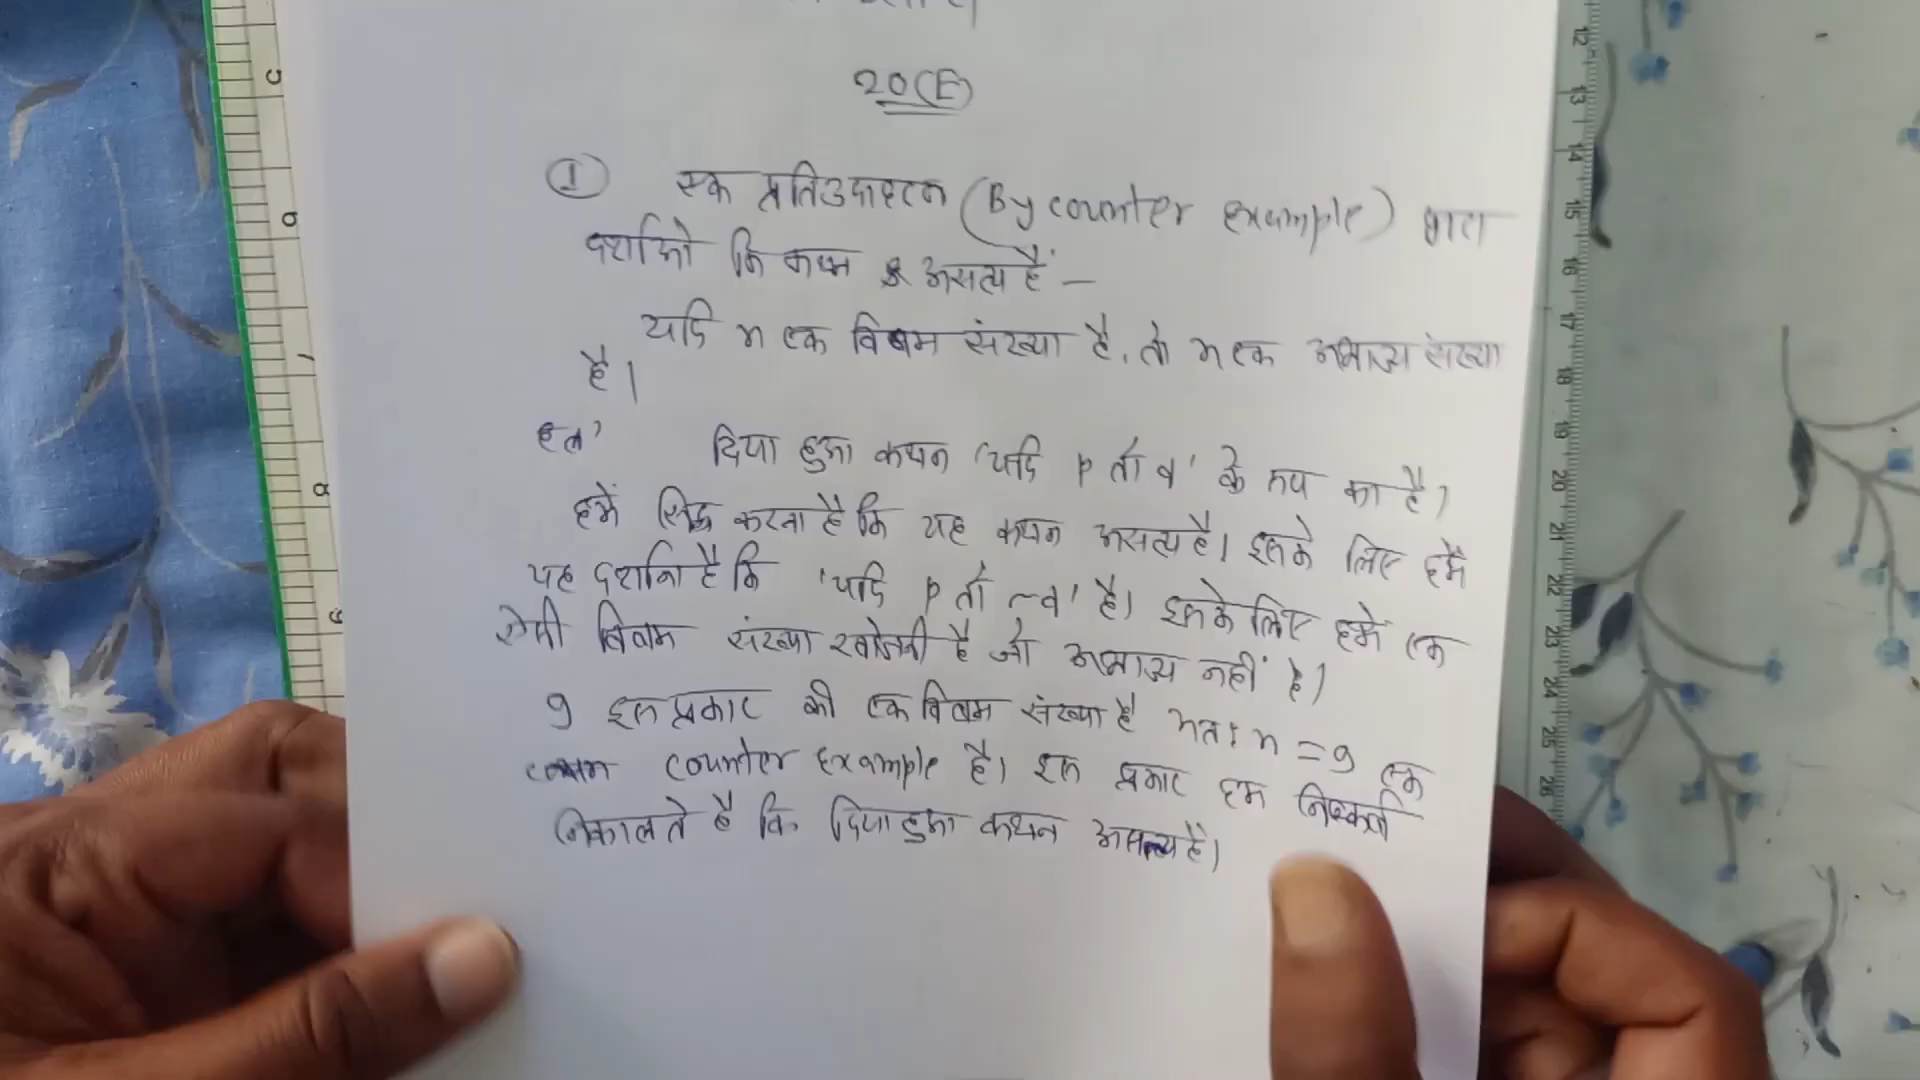 20(E)
① एक प्रतिउदाहरण (By counter example) द्वारा
दर्शाओ कि कथन असत्य है –
यदि n एक विषम संख्या है, तो n एक अभाज्य संख्या
है।
हल' दिया हुआ कथन 'यदि p तो q' के रूप का है।
हमें सिद्ध करना है कि यह कथन असत्य है। इसके लिए हमें
यह दर्शाना है कि 'यदि p तो ~q' है। इसके लिए हमें एक
ऐसी विषम संख्या खोजनी है जो अभाज्य नहीं है।
9 इस प्रकार की एक विषम संख्या है अतः n = 9 एक
counter example है। इस प्रकार हम निष्कर्ष
निकालते है कि दिया हुआ कथन असत्य है।